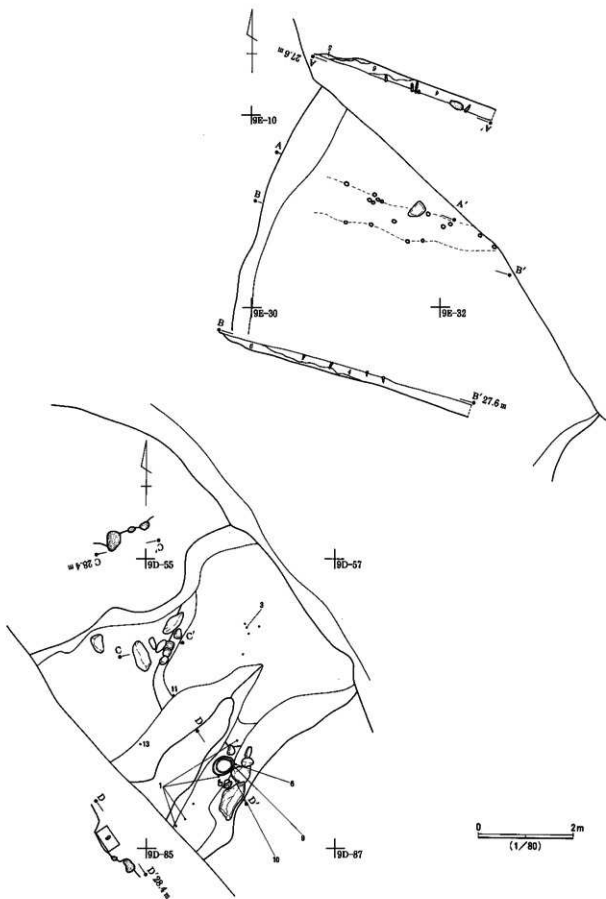 27.6m
A
2
A'
9E-10
A
B
A'
B'
9E-30
9E-32
B
B' 27.6m
C 28.4m
C'
9D-55
9D-57
3
C
C'
11
13
D
1
6
D
D'
9
10
9D-85
9D-87
D' 28.4m
0
2m
(1/80)